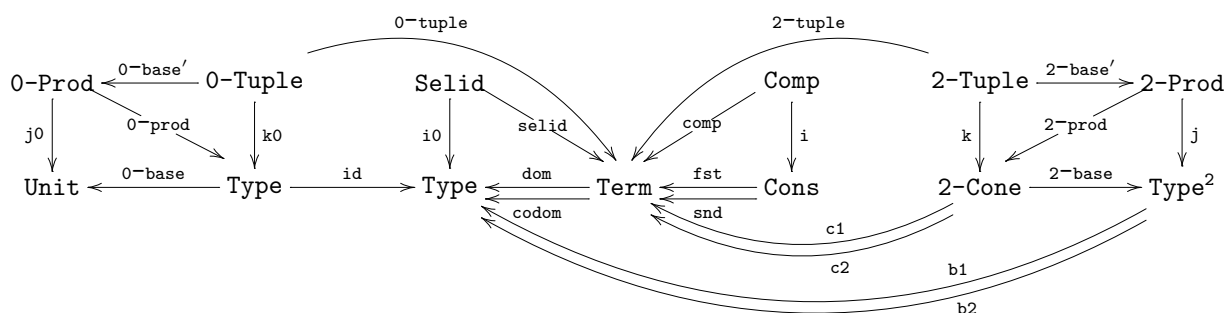 0-tuple 2-tuple
0-Prod 0-base′ 0-Tuple Selid Comp 2-Tuple 2-base′ 2-Prod
j0 0-prod k0 i0 selid comp i k 2-prod j
Unit 0-base Type id Type dom Term fst Cons 2-Cone 2-base Type²
codom snd
c1
c2
b1
b2